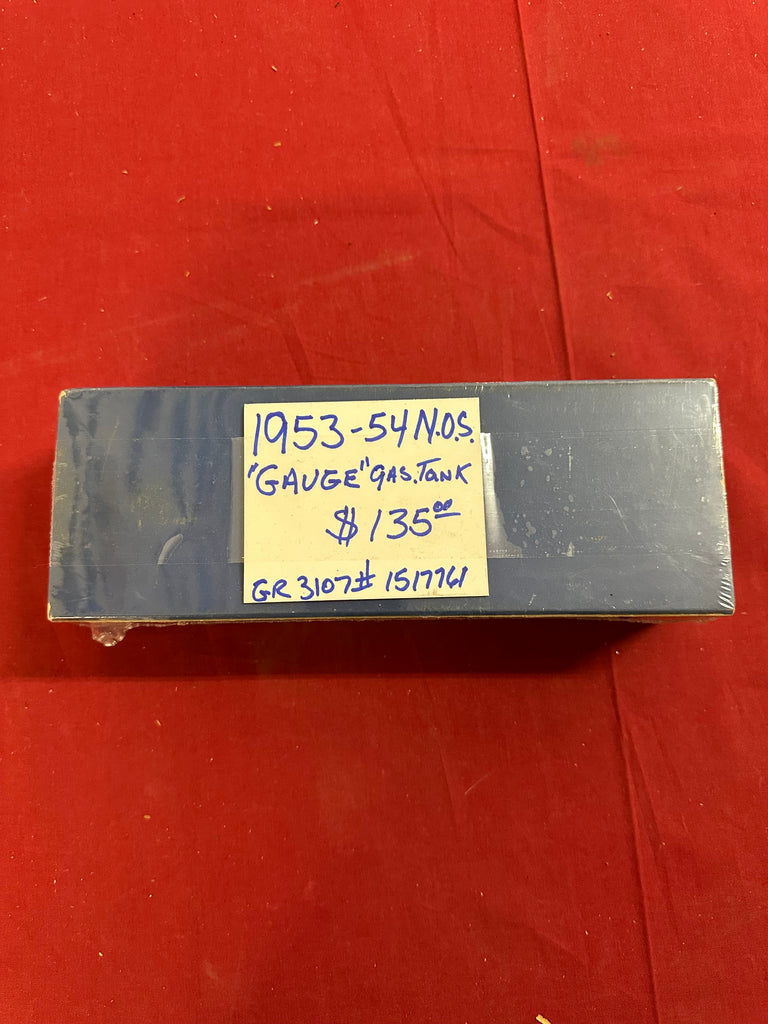 1953-54 N.O.S.
"GAUGE" GAS. TANK
$135.00
GR 3107# 1517761